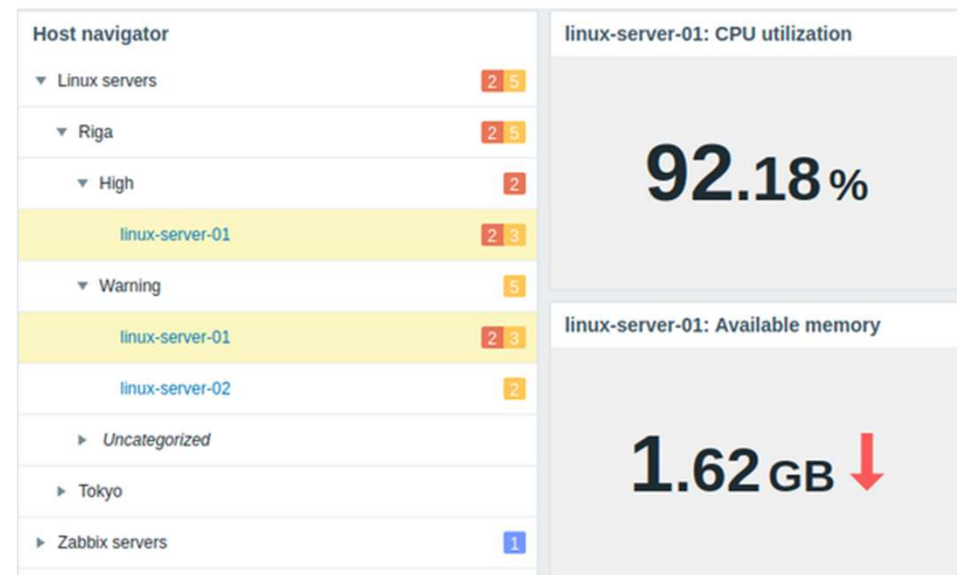 Host navigator
Linux servers 2 5
Riga 2 5
High 2
linux-server-01 2 3
Warning 5
linux-server-01 2 3
linux-server-02 2
Uncategorized
Tokyo
Zabbix servers 1
linux-server-01: CPU utilization
92.18 %
linux-server-01: Available memory
1.62 GB